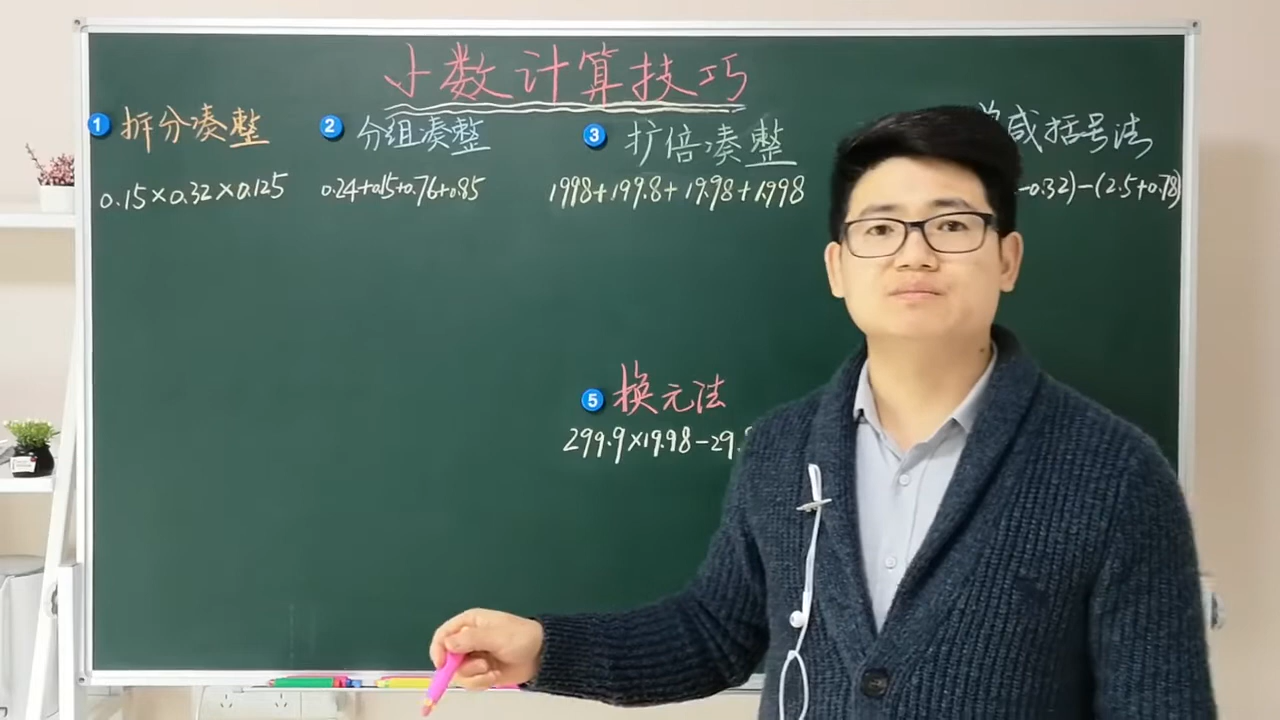 小数计算技巧
1 拆分凑整
0.15×0.32×0.125
2 分组凑整
0.24+0.15+0.76+0.85
3 扩倍凑整
1998+199.8+19.98+1.998
减括号法
-0.32)-(2.5+0.78)
5 换元法
299.9×19.98-29.